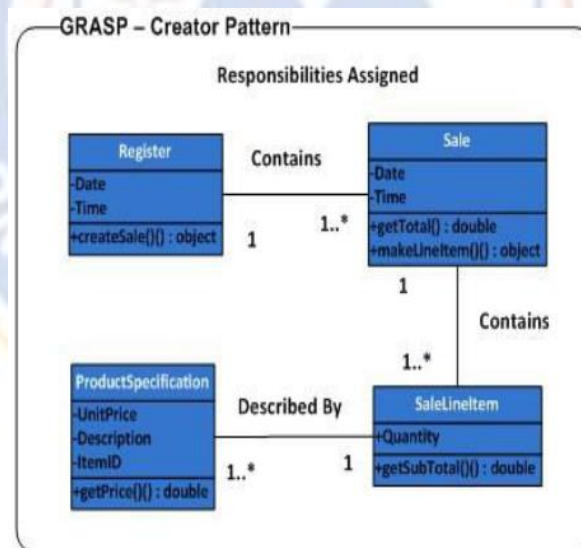 GRASP – Creator Pattern
Responsibilities Assigned
Register
-Date
-Time
+createSale()() : object
Contains
1
1..*
Sale
-Date
-Time
+getTotal() : double
+makeLineItem()() : object
1
Contains
1..*
ProductSpecification
-UnitPrice
-Description
-ItemID
+getPrice()() : double
Described By
1..*
1
SaleLineItem
+Quantity
+getSubTotal() : double